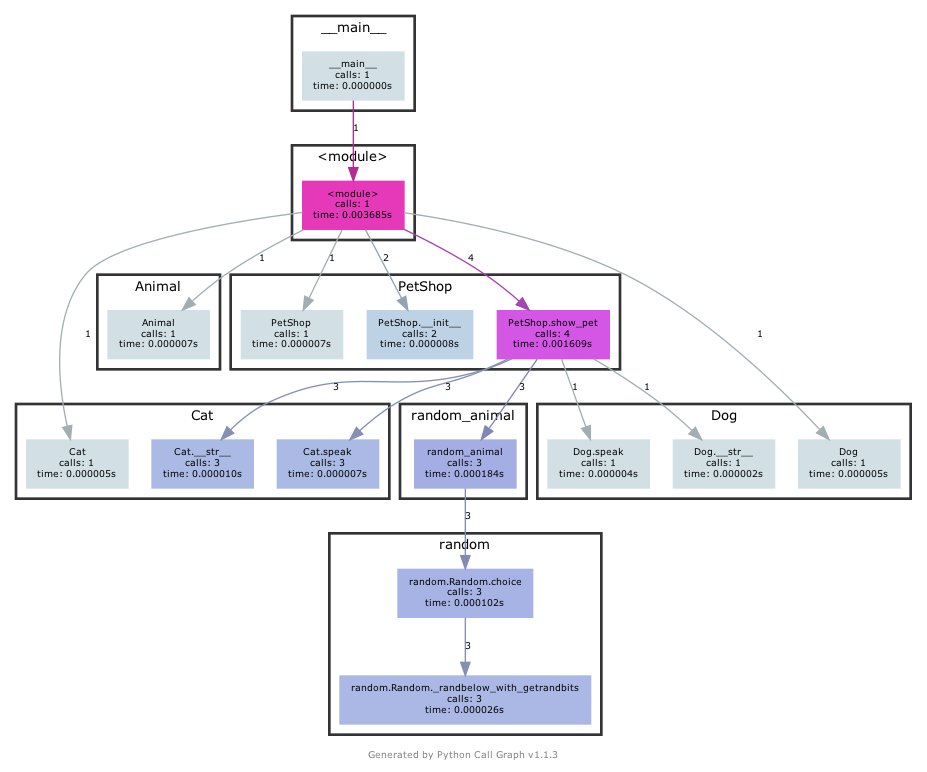 __main__
__main__
calls: 1
time: 0.000000s
1
<module>
<module>
calls: 1
time: 0.003685s
1
1
2
4
Animal
Animal
calls: 1
time: 0.000007s
PetShop
PetShop
calls: 1
time: 0.000007s
PetShop.__init__
calls: 2
time: 0.000008s
PetShop.show_pet
calls: 4
time: 0.001609s
1
1
3
3
3
1
1
Cat
Cat
calls: 1
time: 0.000005s
Cat.__str__
calls: 3
time: 0.000010s
Cat.speak
calls: 3
time: 0.000007s
random_animal
random_animal
calls: 3
time: 0.000184s
Dog
Dog.speak
calls: 1
time: 0.000004s
Dog.__str__
calls: 1
time: 0.000002s
Dog
calls: 1
time: 0.000005s
3
random
random.Random.choice
calls: 3
time: 0.000102s
3
random.Random._randbelow_with_getrandbits
calls: 3
time: 0.000026s
Generated by Python Call Graph v1.1.3